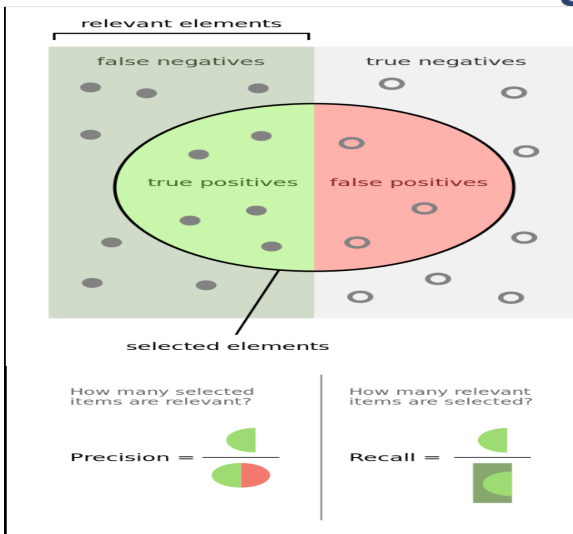 relevant elements
false negatives
true negatives
true positives
false positives
selected elements
How many selected
items are relevant?
Precision =
How many relevant
items are selected?
Recall =